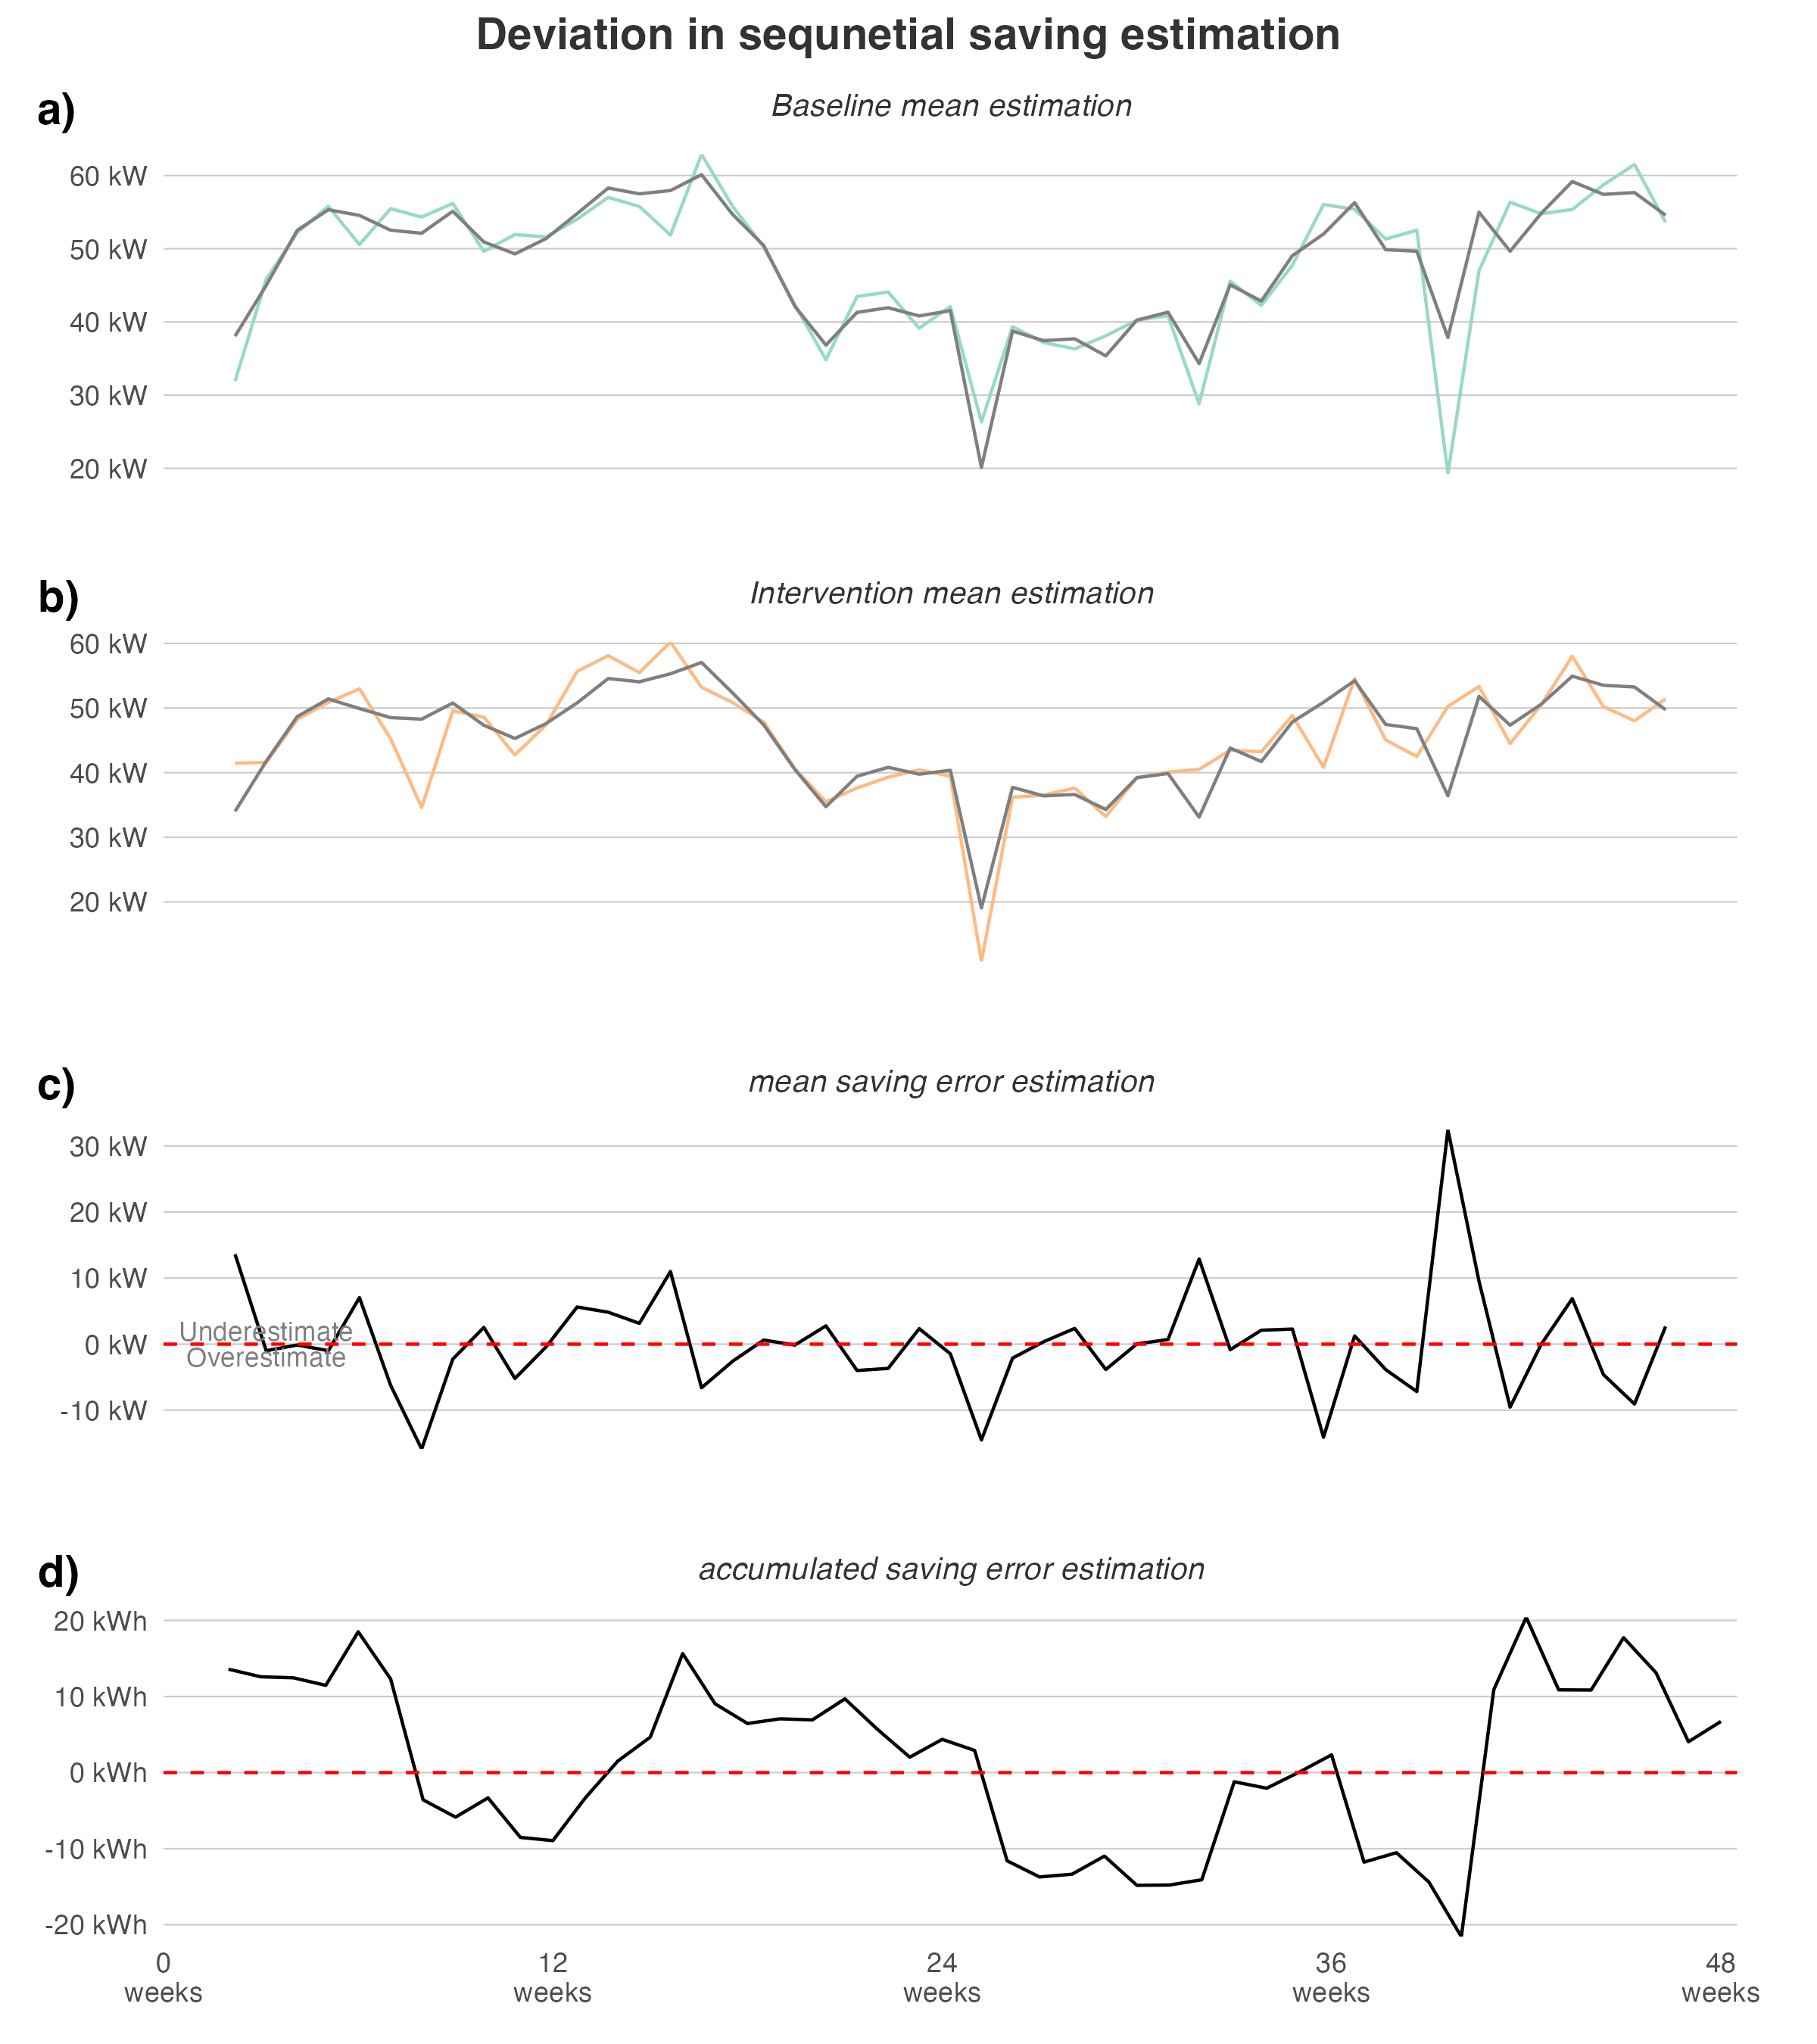 Deviation in sequnetial saving estimation
a)
Baseline mean estimation
60 kW
50 kW
40 kW
30 kW
20 kW
b)
Intervention mean estimation
60 kW
50 kW
40 kW
30 kW
20 kW
c)
mean saving error estimation
30 kW
20 kW
10 kW
Underestimate
0 kW
Overestimate
-10 kW
d)
accumulated saving error estimation
20 kWh
10 kWh
0 kWh
-10 kWh
-20 kWh
0 12 24 36 48
weeks weeks weeks weeks weeks